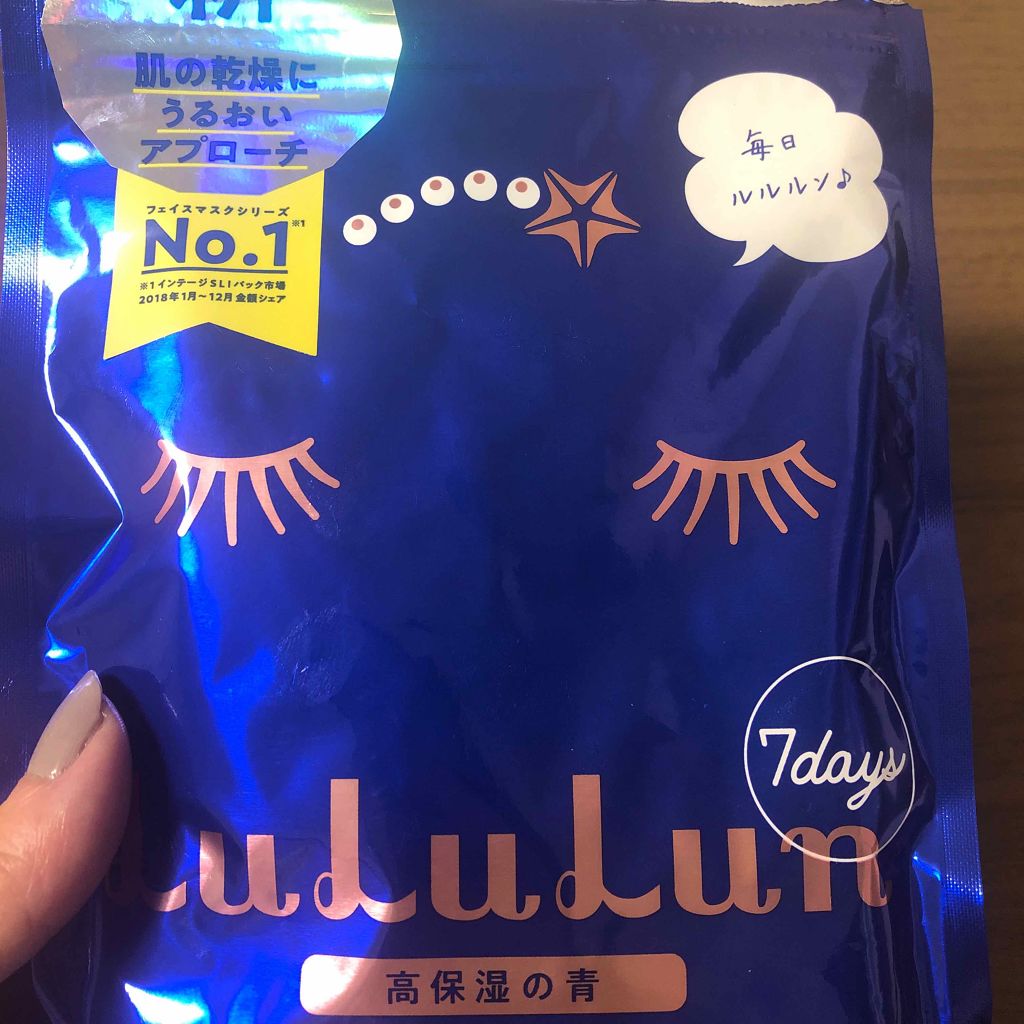 肌の乾燥に
うるおい
アプローチ
フェイスマスクシリーズ
No.1※1
※1インテージSLIパック市場
2018年1月〜12月金額シェア
毎日
ルルルン♪
7days
LuLuLun
高保湿の青